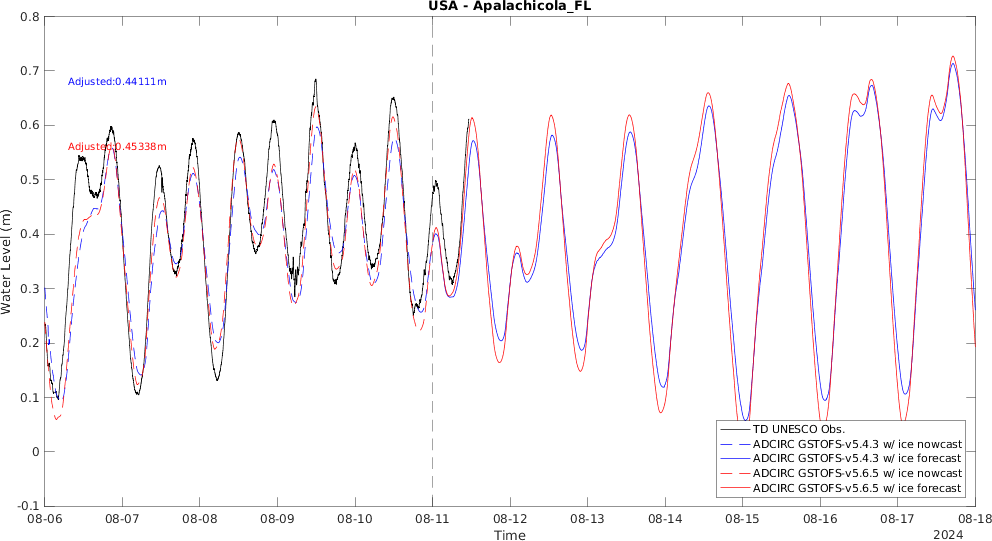 USA - Apalachicola_FL
0.8
0.7
0.6
0.5
0.4
0.3
0.2
0.1
0
-0.1
Water Level (m)
Adjusted:0.44111m
Adjusted:0.45338m
TD UNESCO Obs.
ADCIRC GSTOFS-v5.4.3 w/ ice nowcast
ADCIRC GSTOFS-v5.4.3 w/ ice forecast
ADCIRC GSTOFS-v5.6.5 w/ ice nowcast
ADCIRC GSTOFS-v5.6.5 w/ ice forecast
08-06 08-07 08-08 08-09 08-10 08-11 08-12 08-13 08-14 08-15 08-16 08-17 08-18
Time
2024